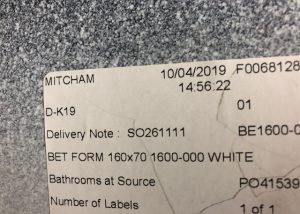 MITCHAM 10/04/2019 F0068128
14:56:22
D-K19 01
Delivery Note : SO261111 BE1600-0
BET FORM 160x70 1600-000 WHITE
Bathrooms at Source PO41539
Number of Labels 1 of 1